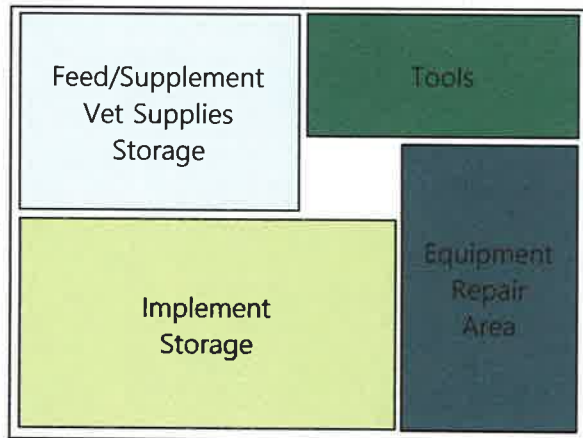 Feed/Supplement
Vet Supplies
Storage
Tools
Implement
Storage
Equipment
Repair
Area